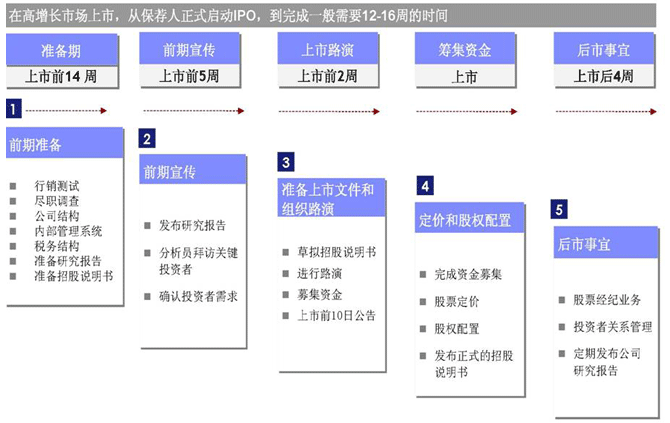 在高增长市场上市，从保荐人正式启动IPO，到完成一般需要12-16周的时间
准备期
上市前14 周
前期宣传
上市前5周
上市路演
上市前2周
筹集资金
上市
后市事宜
上市后4周
1
前期准备
行销测试
尽职调查
公司结构
内部管理系统
税务结构
准备研究报告
准备招股说明书
2
前期宣传
发布研究报告
分析员拜访关键
投资者
确认投资者需求
3
准备上市文件和
组织路演
草拟招股说明书
进行路演
募集资金
上市前10日公告
4
定价和股权配置
完成资金募集
股票定价
股权配置
发布正式的招股
说明书
5
后市事宜
股票经纪业务
投资者关系管理
定期发布公司
研究报告